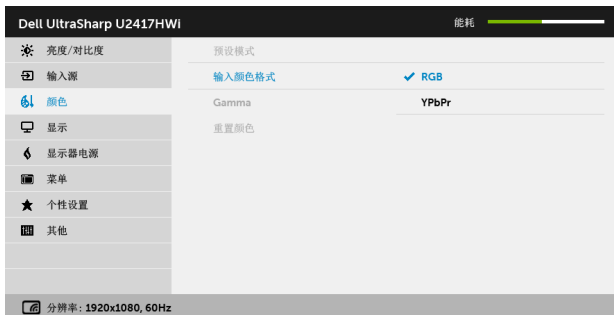 Dell UltraSharp U2417HWi 能耗
亮度/对比度 预设模式
输入源 输入颜色格式 RGB
颜色 Gamma YPbPr
显示 重置颜色
显示器电源
菜单
个性设置
其他
分辨率: 1920x1080, 60Hz